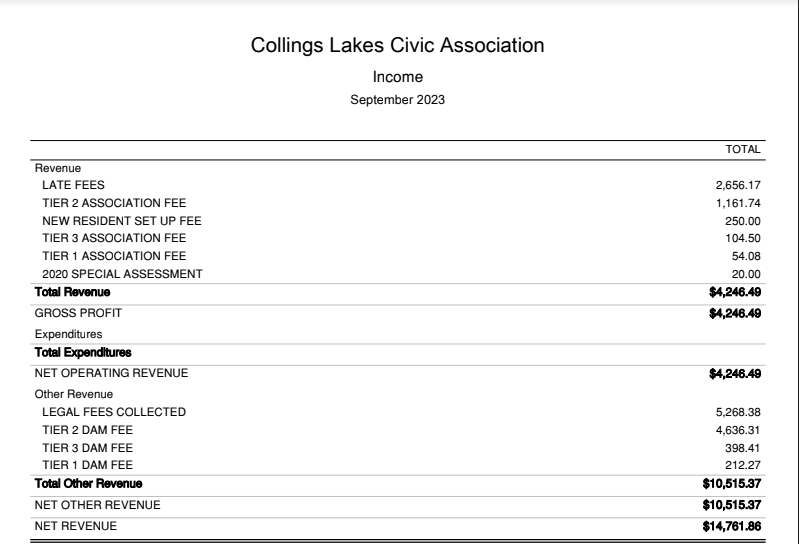 Collings Lakes Civic Association
Income
September 2023
TOTAL
Revenue
LATE FEES 2,656.17
TIER 2 ASSOCIATION FEE 1,161.74
NEW RESIDENT SET UP FEE 250.00
TIER 3 ASSOCIATION FEE 104.50
TIER 1 ASSOCIATION FEE 54.08
2020 SPECIAL ASSESSMENT 20.00
Total Revenue $4,246.49
GROSS PROFIT $4,246.49
Expenditures
Total Expenditures
NET OPERATING REVENUE $4,246.49
Other Revenue
LEGAL FEES COLLECTED 5,268.38
TIER 2 DAM FEE 4,636.31
TIER 3 DAM FEE 398.41
TIER 1 DAM FEE 212.27
Total Other Revenue $10,515.37
NET OTHER REVENUE $10,515.37
NET REVENUE $14,761.86